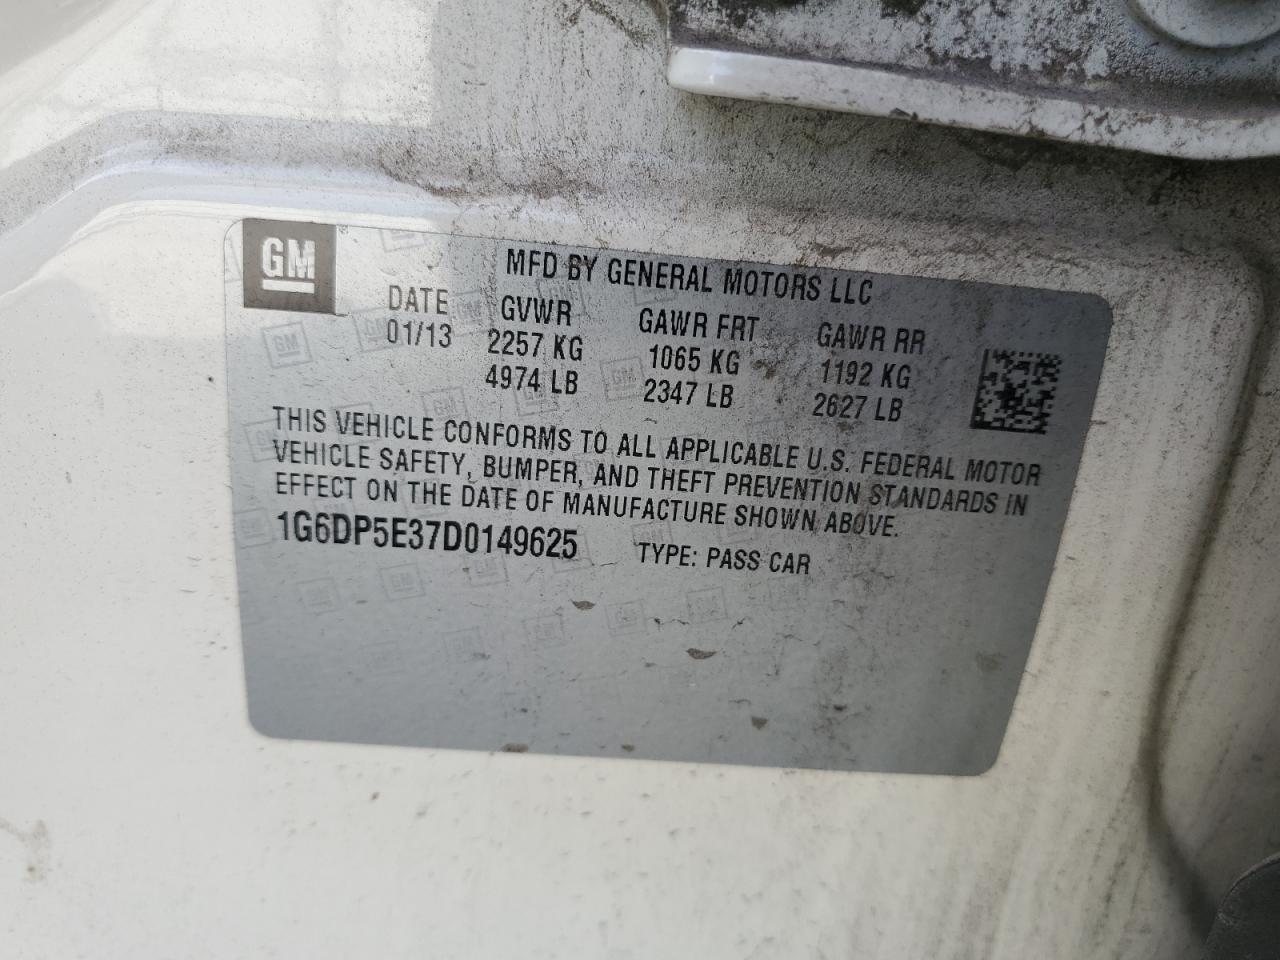 GM
MFD BY GENERAL MOTORS LLC
DATE GVWR GAWR FRT GAWR RR
01/13 2257 KG 1065 KG 1192 KG
4974 LB 2347 LB 2627 LB
THIS VEHICLE CONFORMS TO ALL APPLICABLE U.S. FEDERAL MOTOR
VEHICLE SAFETY, BUMPER, AND THEFT PREVENTION STANDARDS IN
EFFECT ON THE DATE OF MANUFACTURE SHOWN ABOVE.
1G6DP5E37D0149625 TYPE: PASS CAR